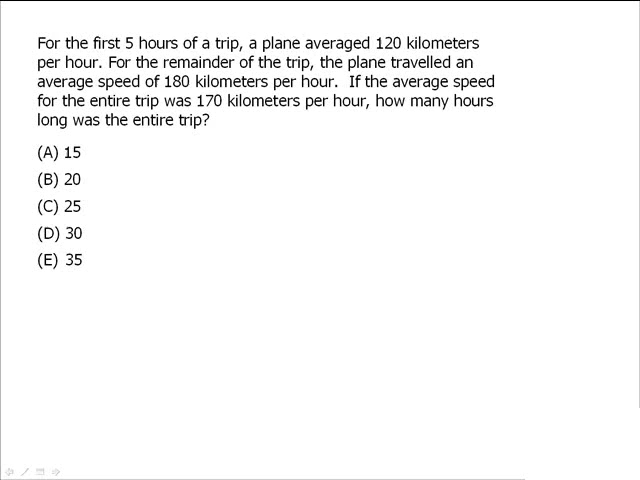 For the first 5 hours of a trip, a plane averaged 120 kilometers
per hour. For the remainder of the trip, the plane travelled an
average speed of 180 kilometers per hour.  If the average speed
for the entire trip was 170 kilometers per hour, how many hours
long was the entire trip?
(A) 15
(B) 20
(C) 25
(D) 30
(E) 35